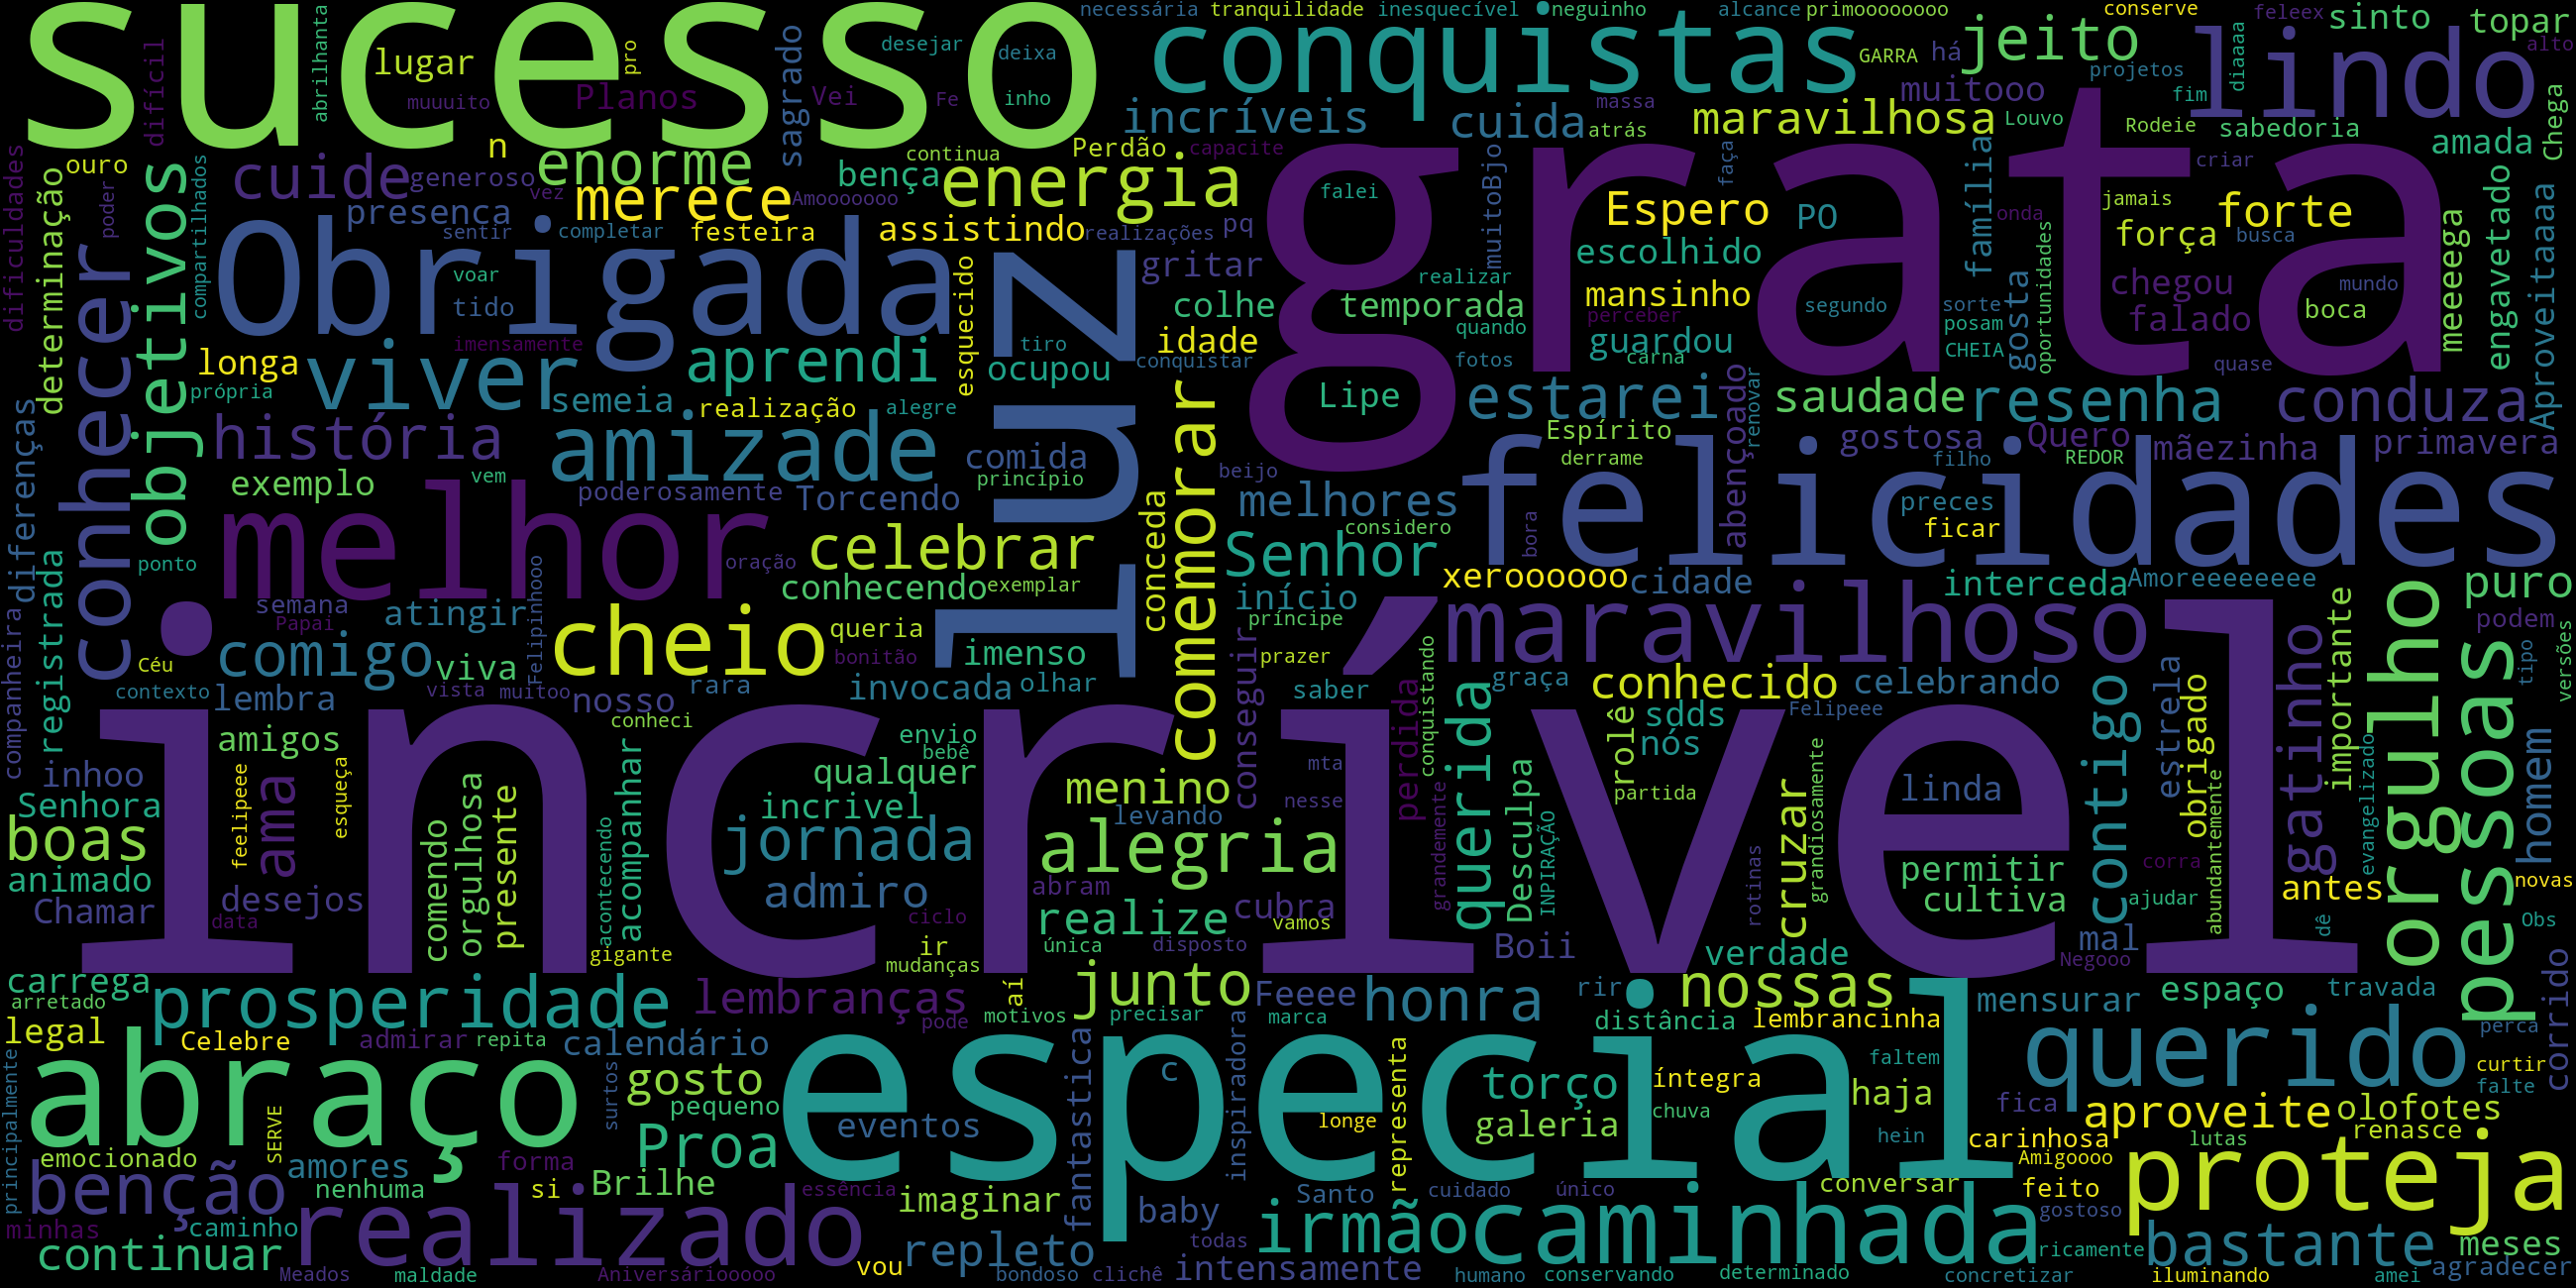 sucesso
necessária tranquilidade inesquecível neguinho alcance primoooooooo conserve feleex
conquistas jeito lindo sinto topar alto
difícil abrilhanta lugar pro desejar deixa inho GARRA há projetos fim diaaaa
muuuito Planos sagrado Vei Fe incríveis massa atrás cuida maravilhosa muitooo Louvo Rodeie sabedoria amada Chega
dificuldades ouro determinação objetivos cuide n generoso vez enorme merece bença continua energia Perdão capacite
grata
falei faça família criar jamais onda forte engavetado Aproveitaaaa
poder compartilhados presença sentir completar festeira Amooooooo assistindo realizações pq muitoBjo Espero PO
conhecer Obrigada voar tido esquecido luz gritar realizar escolhido força busca meeeega
colhe temporada mansinho segundo sorte gosta oportunidades chegou falado boca mundo
longa viver imensamente aprendi tiro ocupou idade conquistar quando fotos guardou perceber carna posam CHEIA quase
própria semeia realização alegre comemorar Lipe estarei abençoado renovar saudade resenha conduza
história amizade comida princípio beijo Espírito derrame gostosa Quero filho REDOR mãezinha primavera
diferenças exemplo vem poderosamente Torcendo conceda melhores considero bora felicidades preces ficar
registrada ponto melhor oração celebrar Senhor xeroooooo cidade interceda Amoreeeeeeee orgulho puro
companheira semana Papai atingir Felipinhooo conhecendo exemplar início príncipe maravilhoso importante podem tipo versões
Céu contexto comigo viva cheio queria bonitão imenso conseguir prazer conquistando pessoas
lembra vista muitoo nosso rara invocada olhar saber perdida graça conhecido celebrando estrela gatinho
incrível
amigos conheci envio bebê querida sdds Felipeee contigo obrigado
inhoo feelipeee ama esqueça acompanhar qualquer menino mta prolê nós partida linda evangelizado homem
Senhora incrivel levando nesse Desculpa cruzar grandiosamente
boas comendo orgulhosa presente acontecendo jornada alegria grandemente INPIRAÇÃO rotinas permitir corra abundantemente
animado desejos admiro abram cubra cultiva ajudar antes novas
Chamar data ciclo realize vamos dê Obs
gigante ir única disposto Boii verdade mal Negooo
mudanças
carrega prosperidade lembranças aí junto Feeee honra rir nossas mensurar espaço travada corrido
arretado pode motivos precisar marca distância lembrancinha
legal Celebre admirar repita calendário fantastica inspiradora representa querido perca
principalmente abraço surtos gosto c especial torço íntegra faltem haja curtir falte
pequeno eventos longe galeria chuva fica aproveite olofotes
SERVE Proa hein carinhosa lutas renasce
emocionado amores forma Amigoooo proteja
benção nenhuma si Brilhe essência imaginar baby Santo cuidado único conversar feito
minhas caminho realizado irmão caminhada gostoso
continuar repleto todas ricamente bastante meses
Meados maldade Aniversáriooooo vou bondoso clichê intensamente humano conservando determinado concretizar iluminando amei agradecer